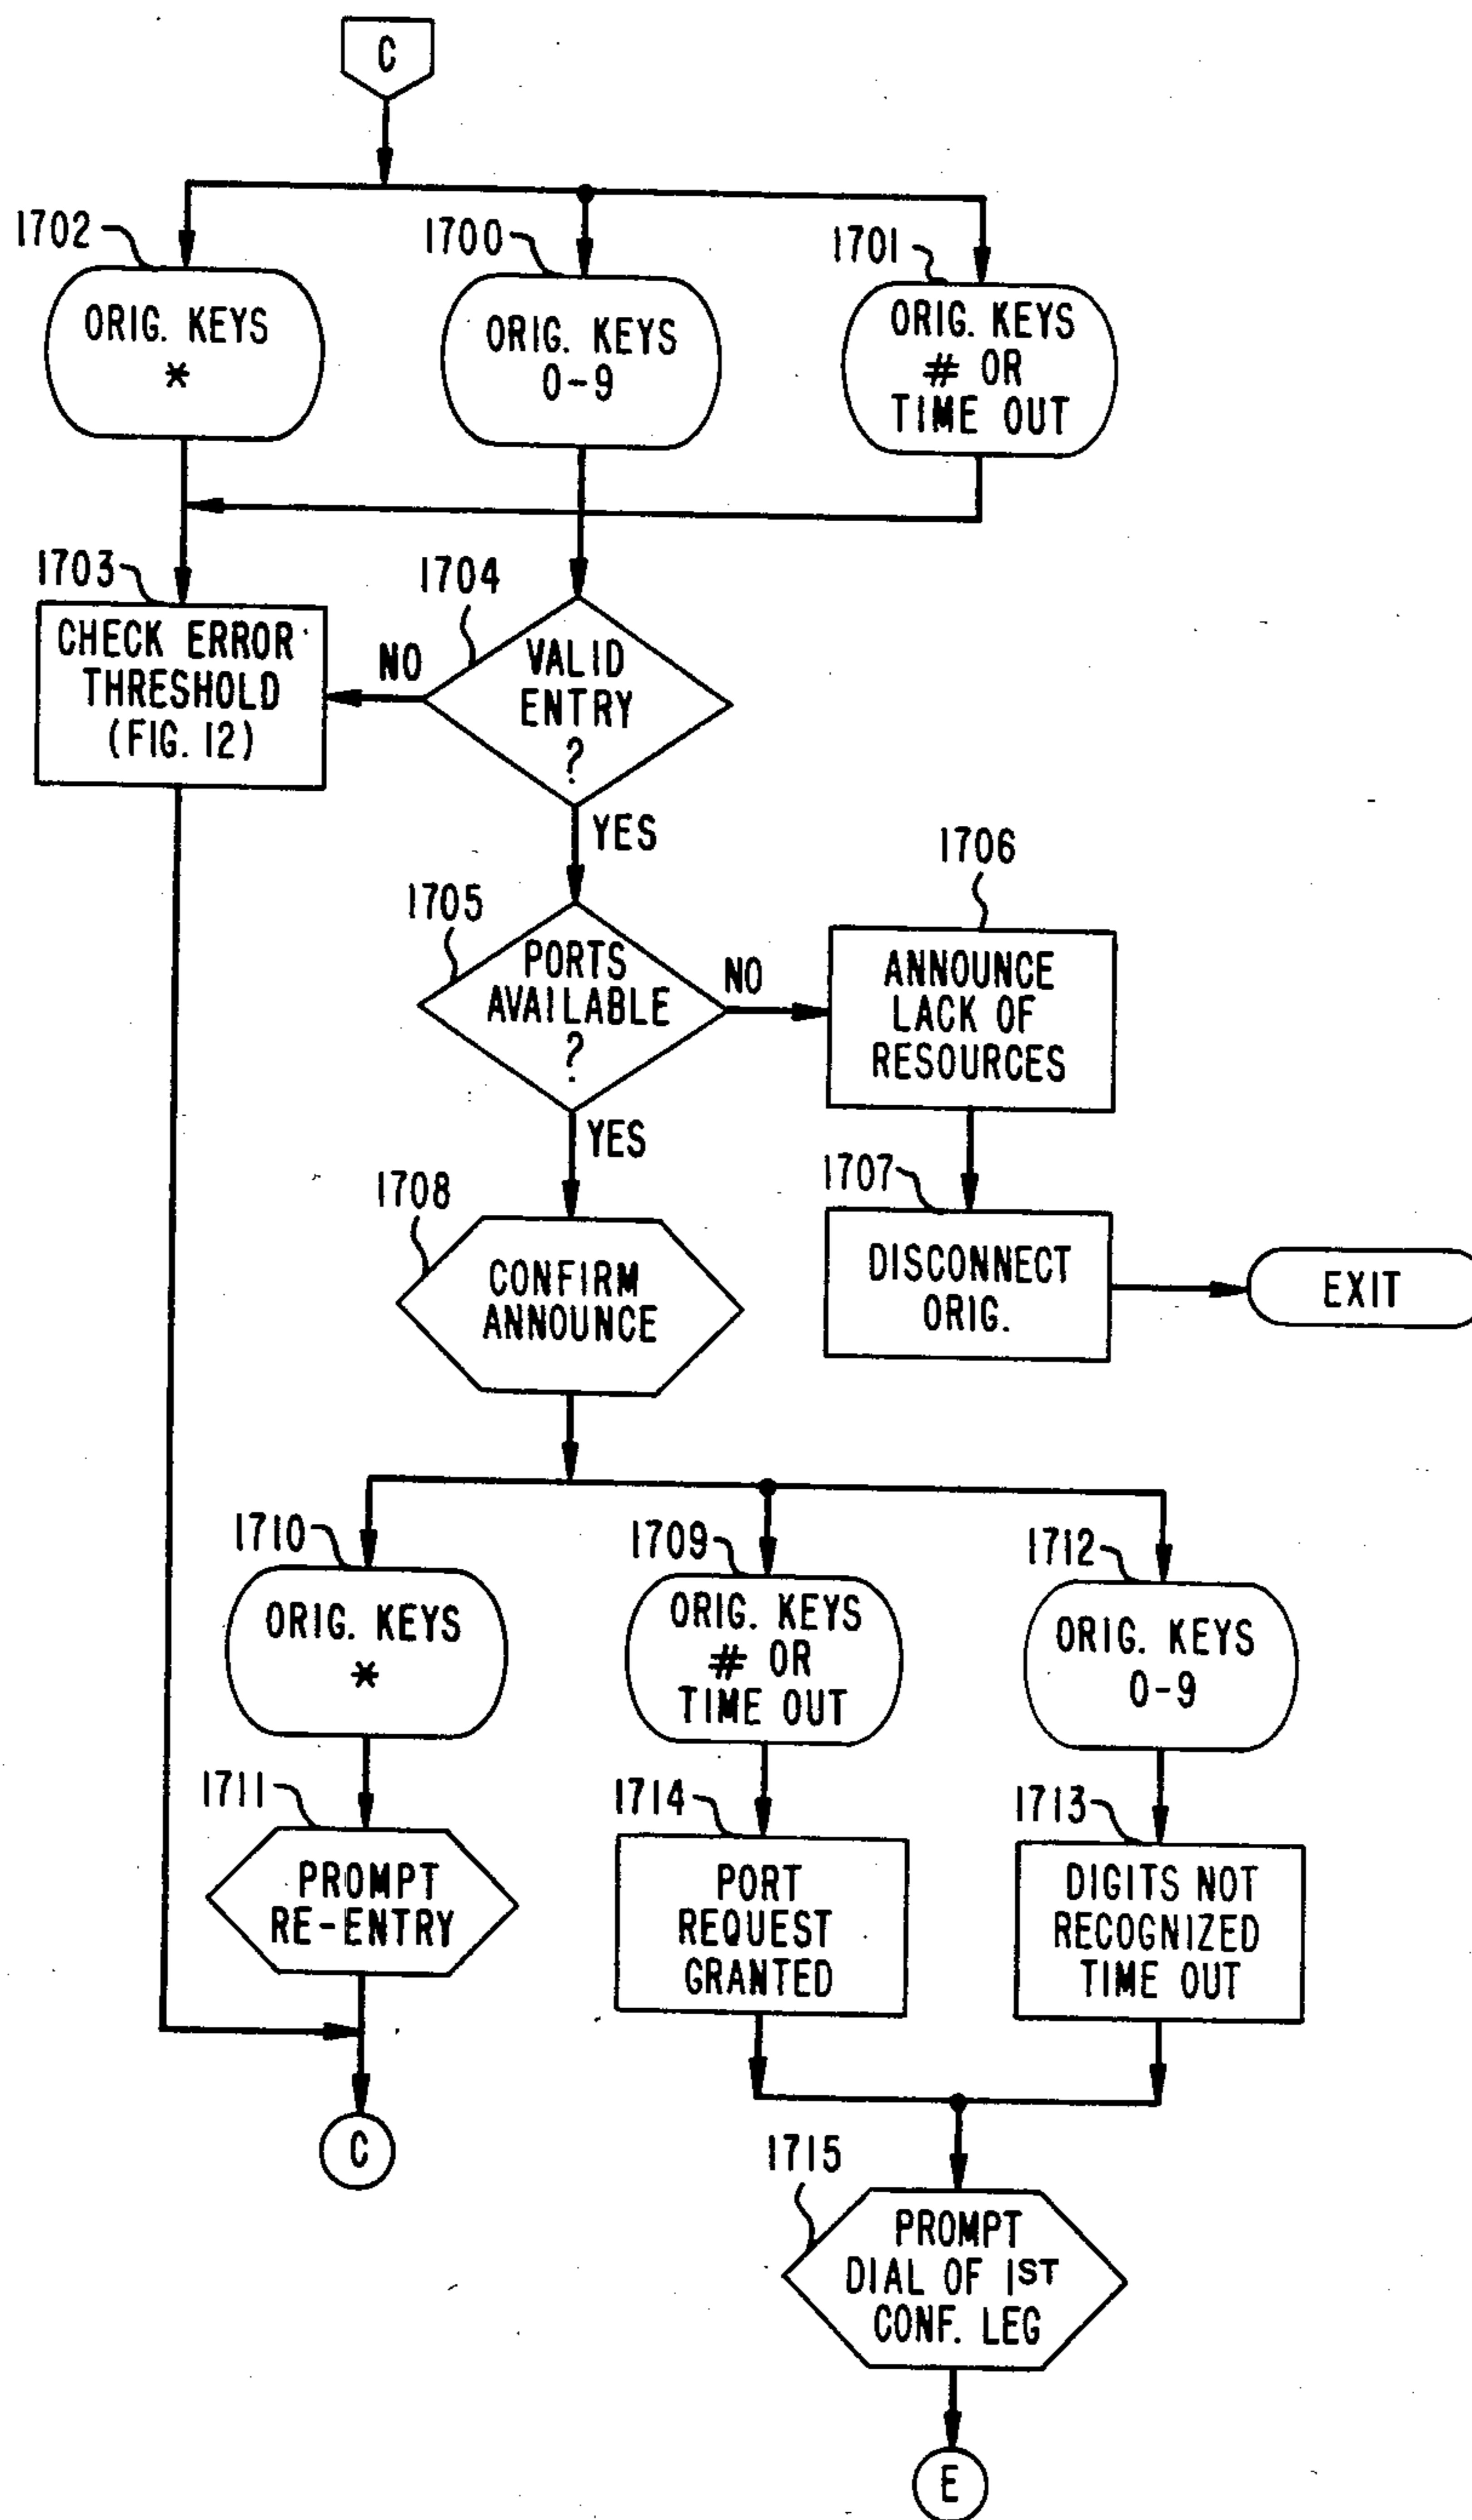 C
1702
1700
1701
ORIG. KEYS
*
ORIG. KEYS
0-9
ORIG. KEYS
# OR
TIME OUT
1703
CHECK ERROR
THRESHOLD
(FIG. 12)
NO
1704
VALID
ENTRY
?
YES
1705
PORTS
AVAILABLE
?
NO
1706
ANNOUNCE
LACK OF
RESOURCES
YES
1707
DISCONNECT
ORIG.
EXIT
1708
CONFIRM
ANNOUNCE
1710
1709
1712
ORIG. KEYS
*
ORIG. KEYS
# OR
TIME OUT
ORIG. KEYS
0-9
1711
PROMPT
RE-ENTRY
1714
PORT
REQUEST
GRANTED
1713
DIGITS NOT
RECOGNIZED
TIME OUT
C
1715
PROMPT
DIAL OF 1ST
CONF. LEG
E